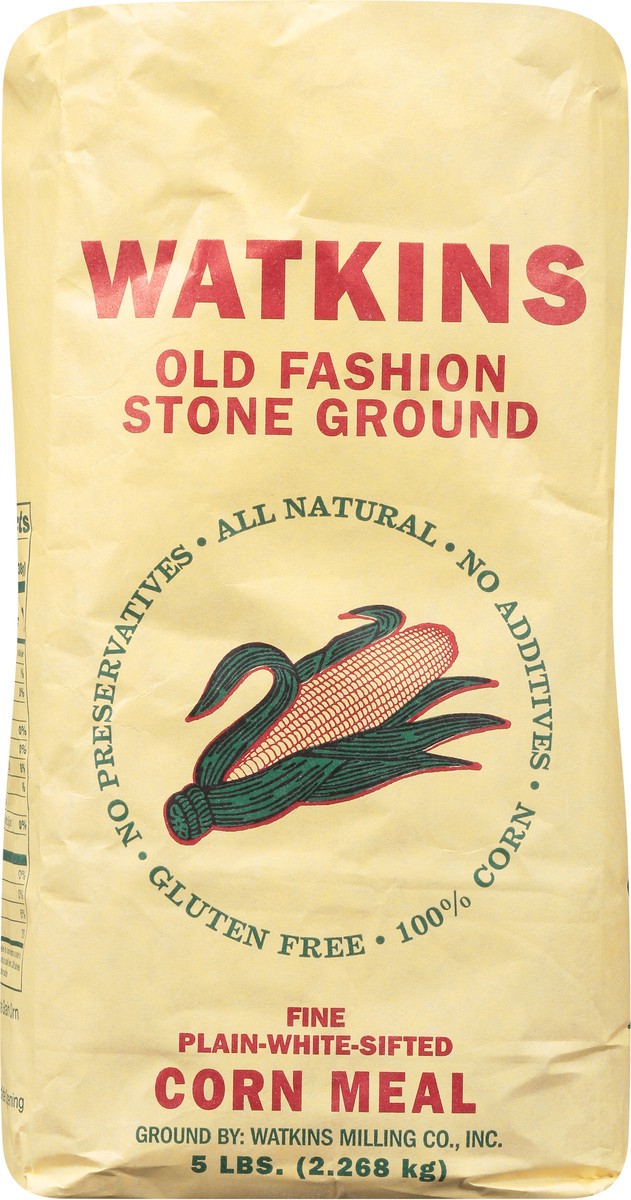 WATKINS
OLD FASHION
STONE GROUND
NO PRESERVATIVES • ALL NATURAL • NO ADDITIVES • 100% CORN • GLUTEN FREE •
FINE
PLAIN-WHITE-SIFTED
CORN MEAL
GROUND BY: WATKINS MILLING CO., INC.
5 LBS. (2.268 kg)